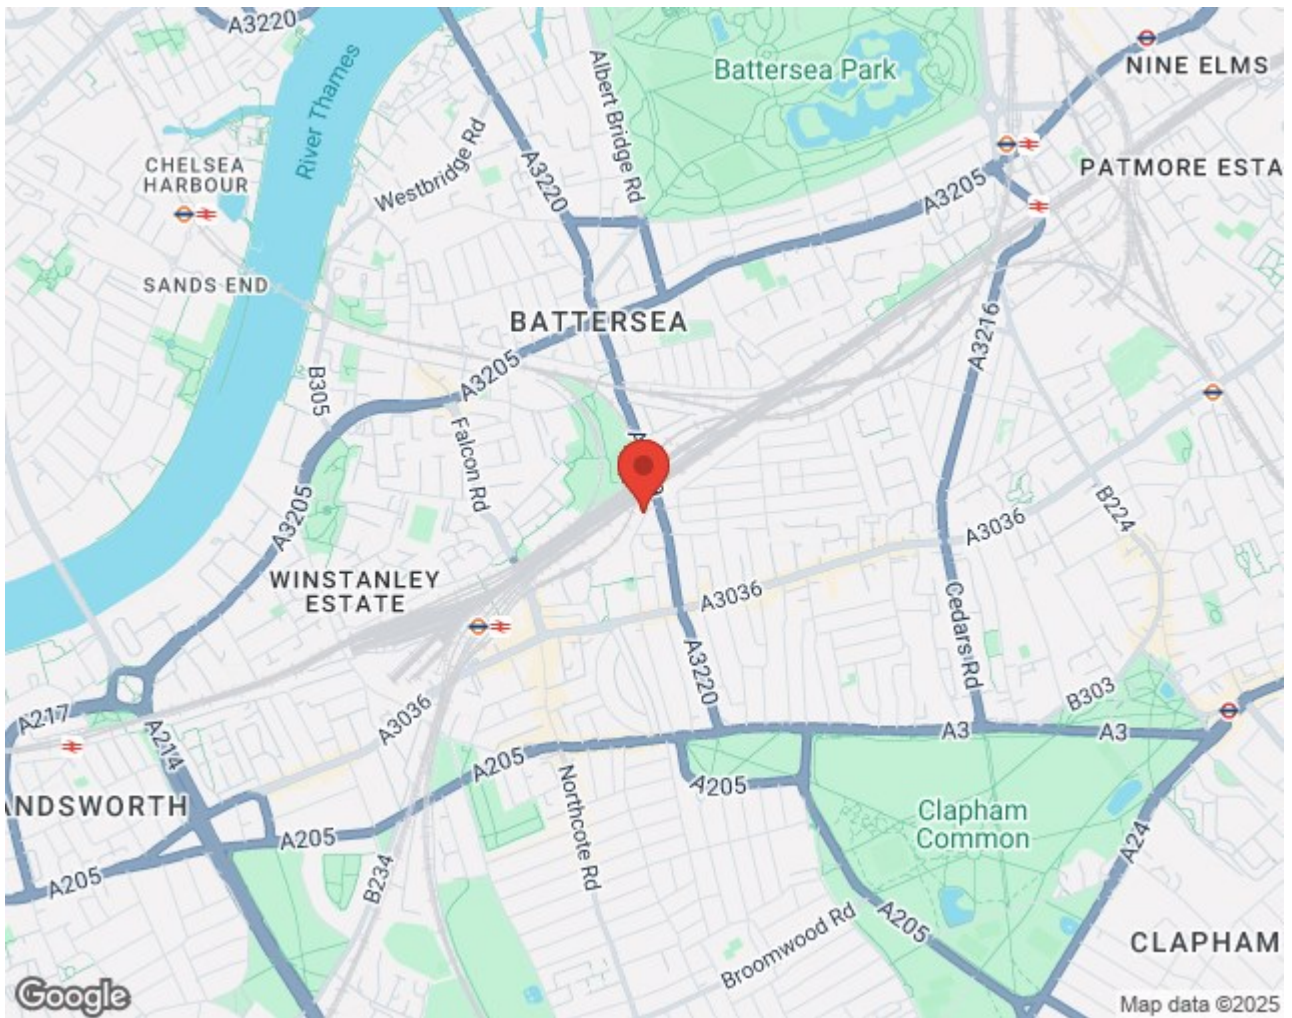 A3220
River Thames
Albert Bridge Rd
Battersea Park
NINE ELMS
CHELSEA
HARBOUR
Westbridge Rd
A3220
A3205
PATMORE ESTA
SANDS END
BATTERSEA
A3216
B305
A3205
Falcon Rd
A3205
B224
A3036
WINSTANLEY
ESTATE
A3036
Cedars Rd
A3220
B303
A217
A214
A3036
A3
A3
A205
A205
Northcote Rd
ANDSWORTH
Clapham
Common
A205
A24
B234
A205
A205
Broomwood Rd
CLAPHAM
Google
Map data ©2025